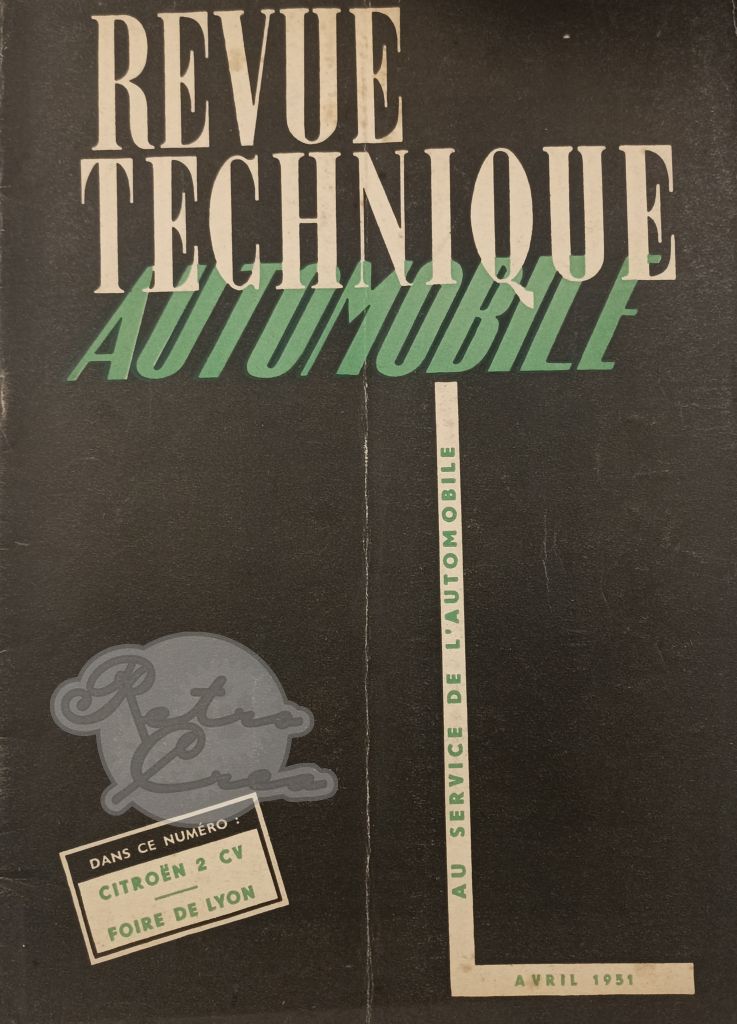 REVUE
TECHNIQUE
AUTOMOBILE
AU SERVICE DE L'AUTOMOBILE
Retro
Crea
DANS CE NUMÉRO :
CITROËN 2 CV
FOIRE DE LYON
AVRIL 1951